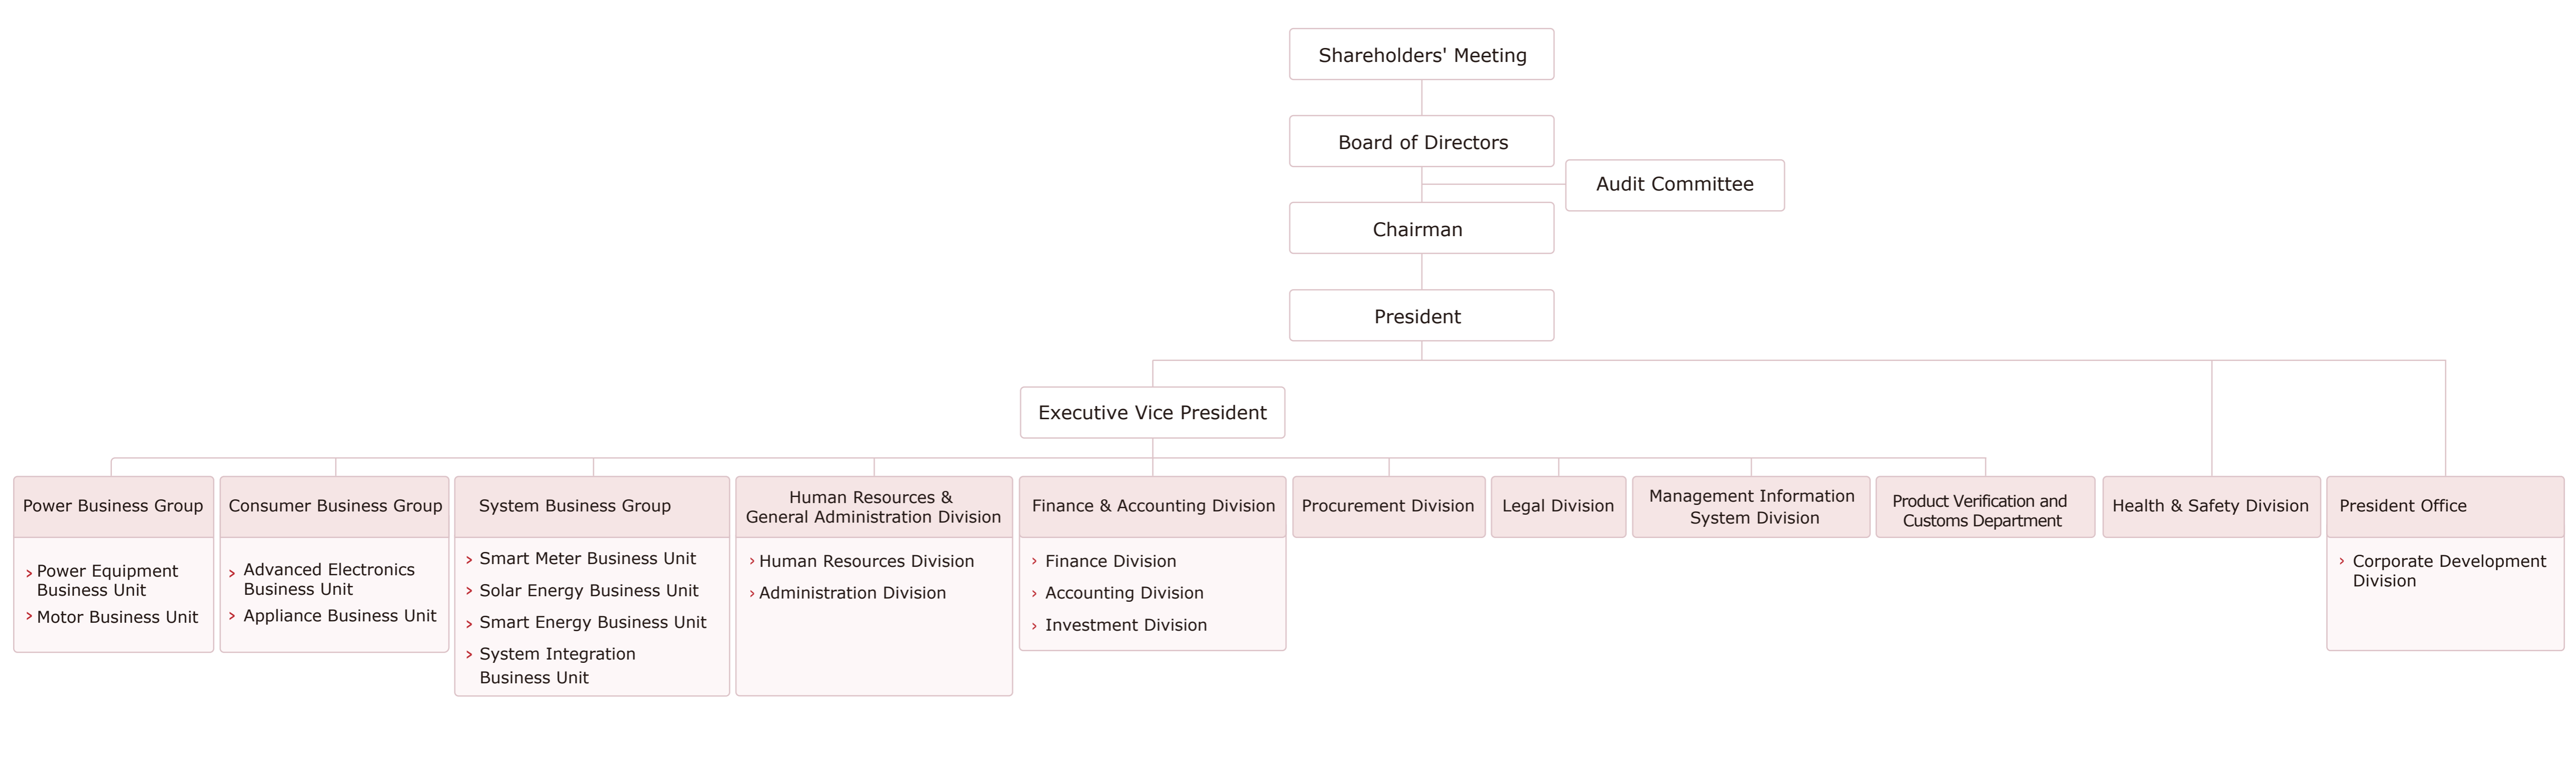 Shareholders' Meeting
Board of Directors
Audit Committee
Chairman
President
Executive Vice President
Power Business Group
Power Equipment
Business Unit
Motor Business Unit
Consumer Business Group
Advanced Electronics
Business Unit
Appliance Business Unit
System Business Group
Smart Meter Business Unit
Solar Energy Business Unit
Smart Energy Business Unit
System Integration
Business Unit
Human Resources &
General Administration Division
Human Resources Division
Administration Division
Finance & Accounting Division
Finance Division
Accounting Division
Investment Division
Procurement Division
Legal Division
Management Information
System Division
Product Verification and
Customs Department
Health & Safety Division
President Office
Corporate Development
Division